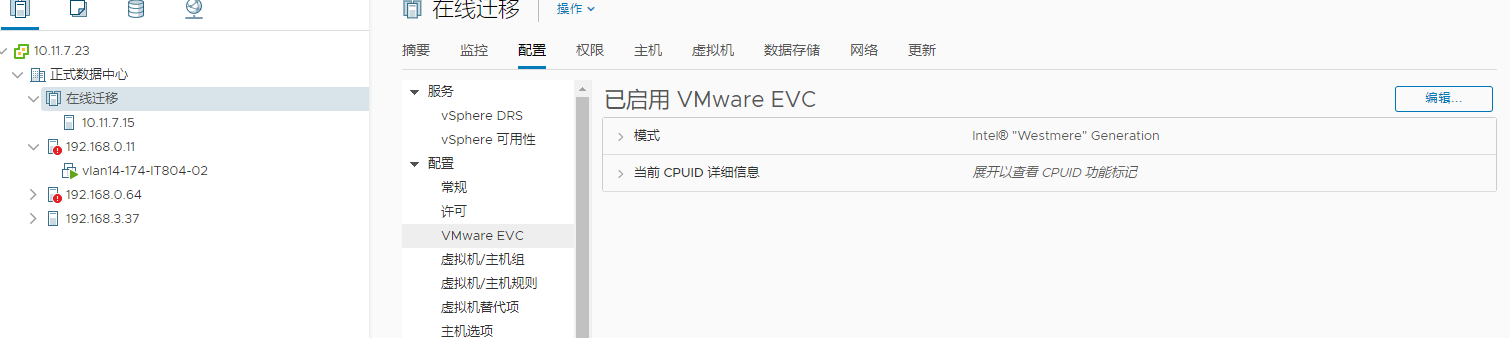 在线迁移 操作
10.11.7.23
正式数据中心
在线迁移
10.11.7.15
192.168.0.11
vlan14-174-IT804-02
192.168.0.64
192.168.3.37
摘要 监控 配置 权限 主机 虚拟机 数据存储 网络 更新
服务
vSphere DRS
vSphere 可用性
配置
常规
许可
VMware EVC
虚拟机/主机组
虚拟机/主机规则
虚拟机替代项
主机选项
已启用 VMware EVC 编辑...
模式 Intel® "Westmere" Generation
当前 CPUID 详细信息 展开以查看 CPUID 功能标记